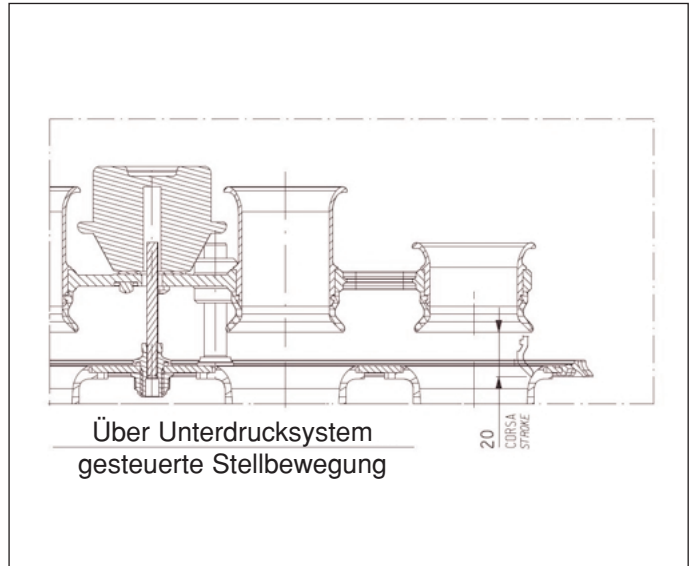 Über Unterdrucksystem
gesteuerte Stellbewegung
20
CORSA
STROKE